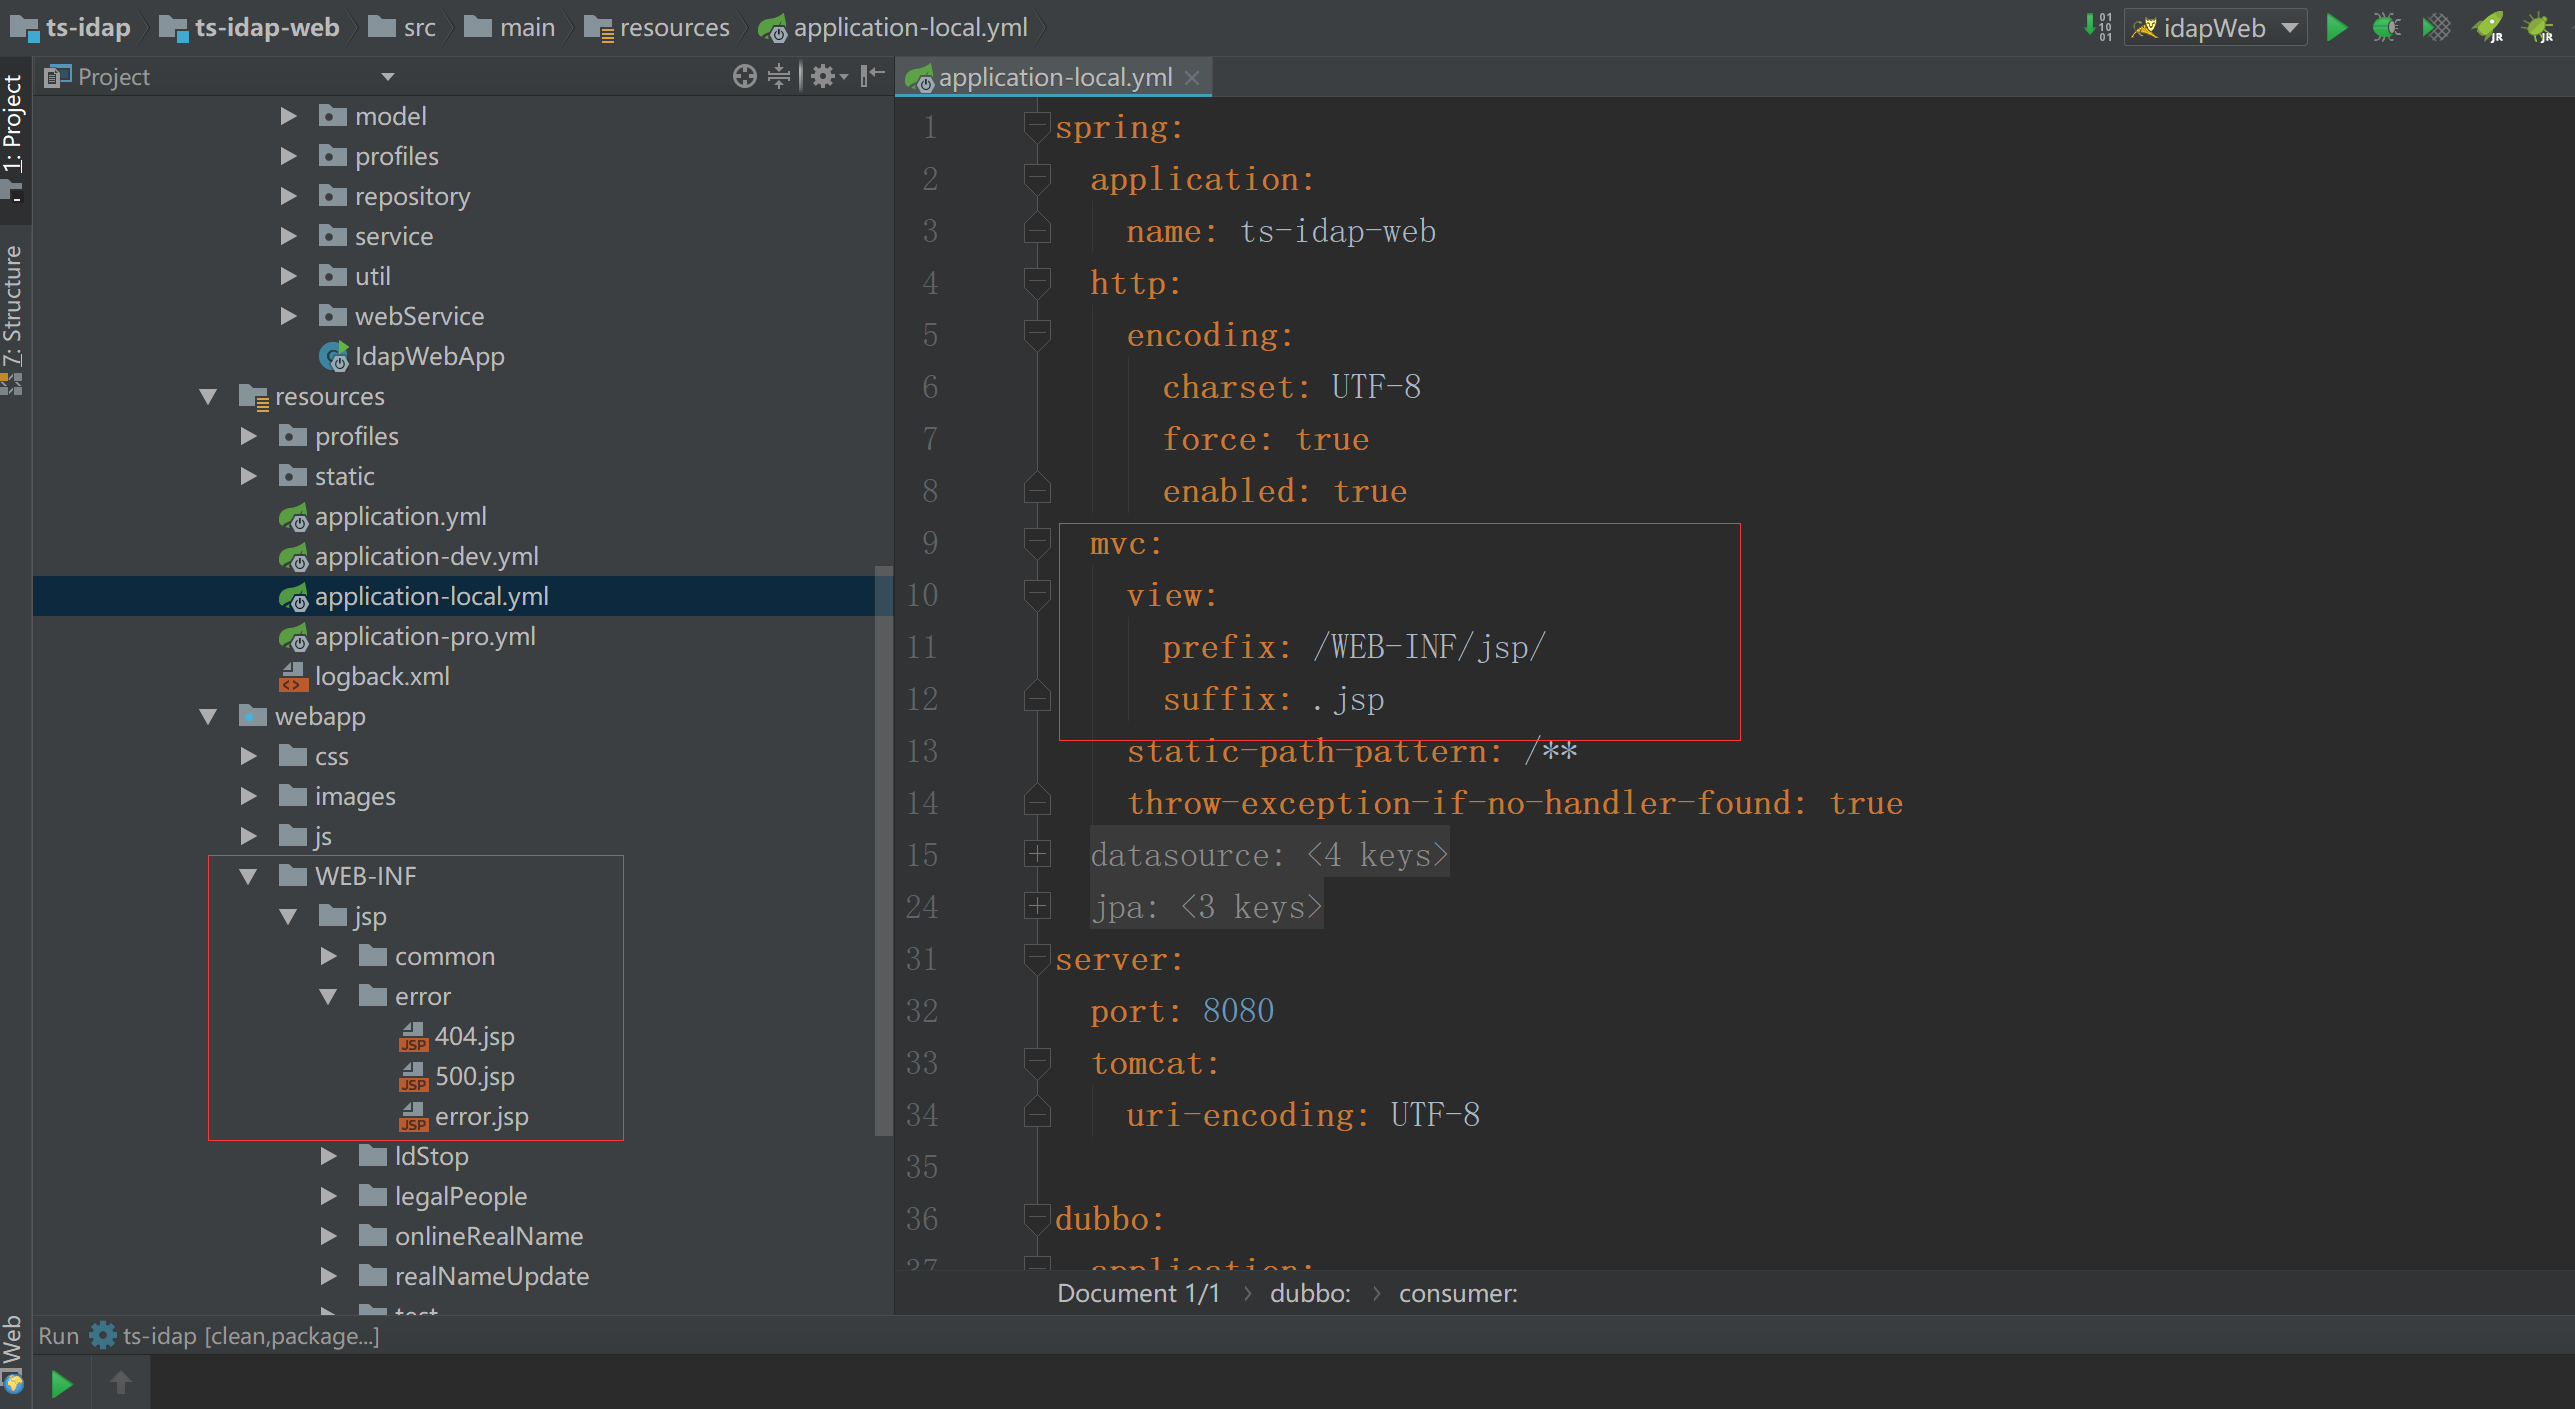 ts-idap ts-idap-web src main resources application-local.yml
idapWeb
1: Project
7: Structure
Web
Project
model
profiles
repository
service
util
webService
IdapWebApp
resources
profiles
static
application.yml
application-dev.yml
application-local.yml
application-pro.yml
logback.xml
webapp
css
images
js
WEB-INF
jsp
common
error
404.jsp
500.jsp
error.jsp
ldStop
legalPeople
onlineRealName
realNameUpdate
test
application-local.yml
1 spring:
2 application:
3 name: ts-idap-web
4 http:
5 encoding:
6 charset: UTF-8
7 force: true
8 enabled: true
9 mvc:
10 view:
11 prefix: /WEB-INF/jsp/
12 suffix: .jsp
13 static-path-pattern: /**
14 throw-exception-if-no-handler-found: true
15 datasource: <4 keys>
24 jpa: <3 keys>
31 server:
32 port: 8080
33 tomcat:
34 uri-encoding: UTF-8
35
36 dubbo:
37 application:
Document 1/1 dubbo: consumer:
Run ts-idap [clean,package...]